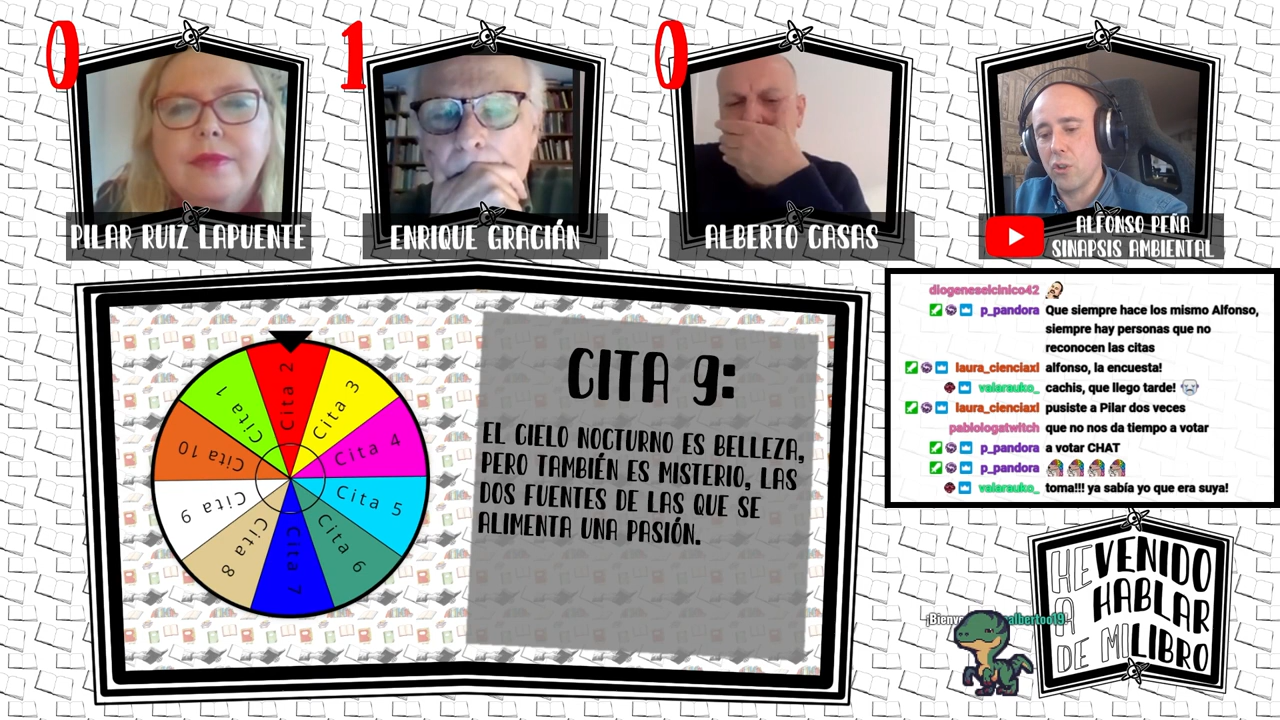 0
1
0
PILAR RUIZ LAPUENTE
ENRIQUE GRACIÁN
ALBERTO CASAS
ALFONSO PEÑA
SINAPSIS AMBIENTAL
Cita 1
Cita 2
Cita 3
Cita 4
Cita 5
Cita 6
Cita 7
Cita 8
Cita 9
Cita 10
CITA 9:
EL CIELO NOCTURNO ES BELLEZA,
PERO TAMBIÉN ES MISTERIO, LAS
DOS FUENTES DE LAS QUE SE
ALIMENTA UNA PASIÓN.
diogeneselcinico42
p_pandora Que siempre hace los mismo Alfonso,
siempre hay personas que no
reconocen las citas
laura_cienciaxl alfonso, la encuesta!
valarauko_ cachis, que llego tarde!
laura_cienciaxl pusiste a Pilar dos veces
pablologatwitch que no nos da tiempo a votar
p_pandora a votar CHAT
p_pandora
valarauko_ toma!!! ya sabía yo que era suya!
HE VENIDO
A HABLAR
DE MI LIBRO
albertoo19